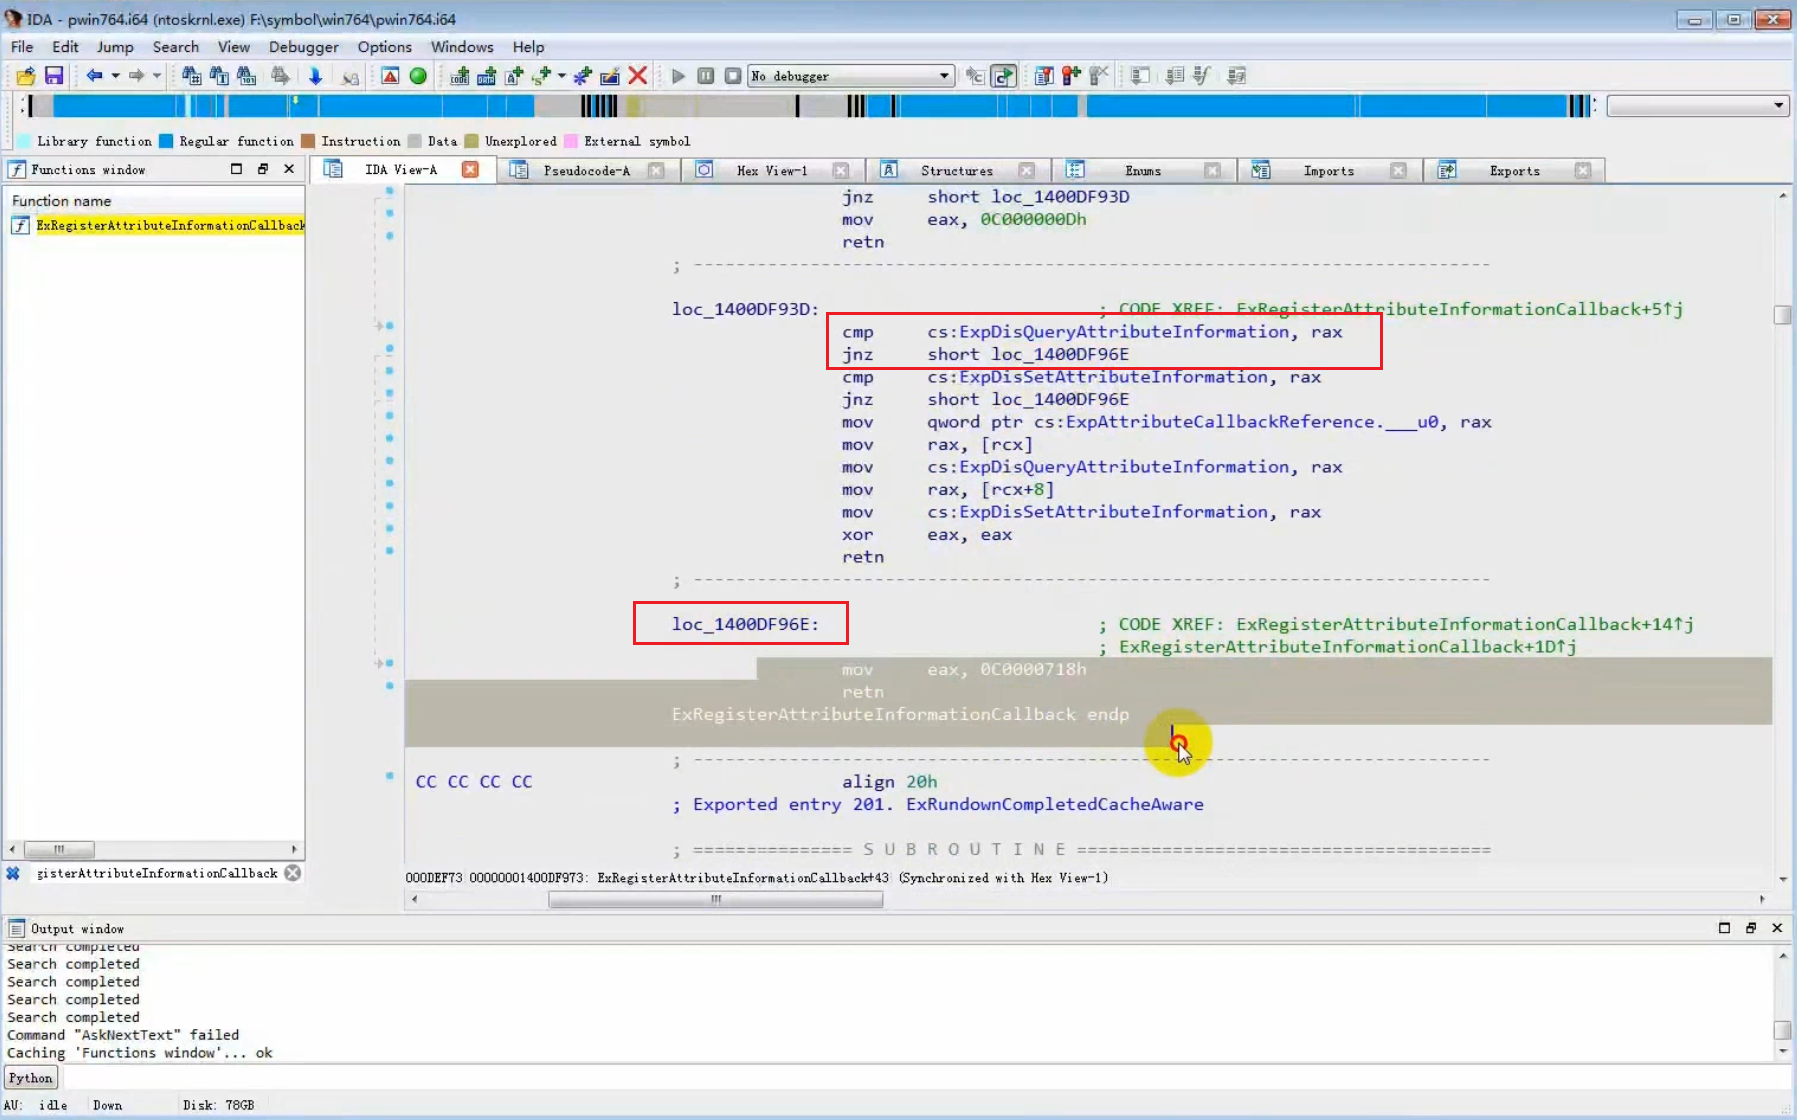 IDA - pwin764.i64 (ntoskrnl.exe) F:\symbol\win764\pwin764.i64
File Edit Jump Search View Debugger Options Windows Help
No debugger
Library function Regular function Instruction Data Unexplored External symbol
Functions window
IDA View-A Pseudocode-A Hex View-1 Structures Enums Imports Exports
Function name
ExRegisterAttributeInformationCallback
jnz short loc_1400DF93D
mov eax, 0C000000Dh
retn
; ---------------------------------------------------------------------------
loc_1400DF93D: ; CODE XREF: ExRegisterAttributeInformationCallback+5↑j
cmp cs:ExpDisQueryAttributeInformation, rax
jnz short loc_1400DF96E
cmp cs:ExpDisSetAttributeInformation, rax
jnz short loc_1400DF96E
mov qword ptr cs:ExpAttributeCallbackReference.___u0, rax
mov rax, [rcx]
mov cs:ExpDisQueryAttributeInformation, rax
mov rax, [rcx+8]
mov cs:ExpDisSetAttributeInformation, rax
xor eax, eax
retn
; ---------------------------------------------------------------------------
loc_1400DF96E: ; CODE XREF: ExRegisterAttributeInformationCallback+14↑j
; ExRegisterAttributeInformationCallback+1D↑j
mov eax, 0C0000718h
retn
ExRegisterAttributeInformationCallback endp
; ---------------------------------------------------------------------------
CC CC CC CC align 20h
; Exported entry 201. ExRundownCompletedCacheAware
; =============== S U B R O U T I N E =======================================
gisterAttributeInformationCallback
000DEF73 00000001400DF973: ExRegisterAttributeInformationCallback+43 (Synchronized with Hex View-1)
Output window
Search completed
Search completed
Search completed
Search completed
Search completed
Command "AskNextText" failed
Caching 'Functions window'... ok
Python
AU: idle Down Disk: 78GB